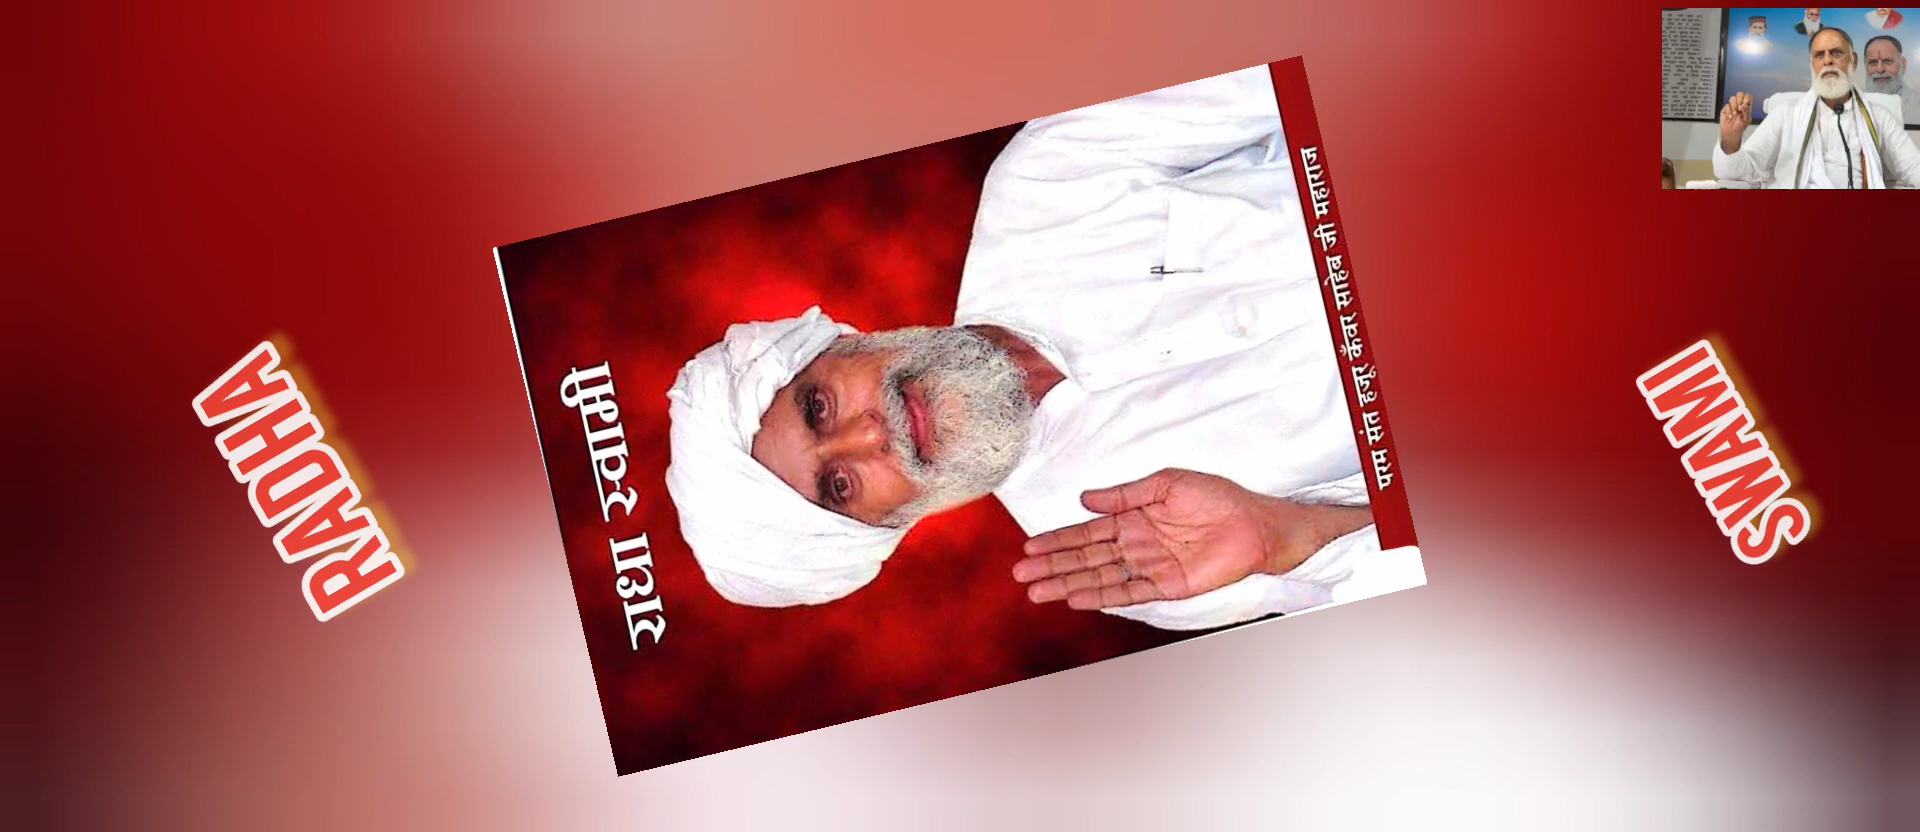 RADHA
राधा स्वामी
परम संत हजूर कँवर साहेब जी महाराज
SWAMI